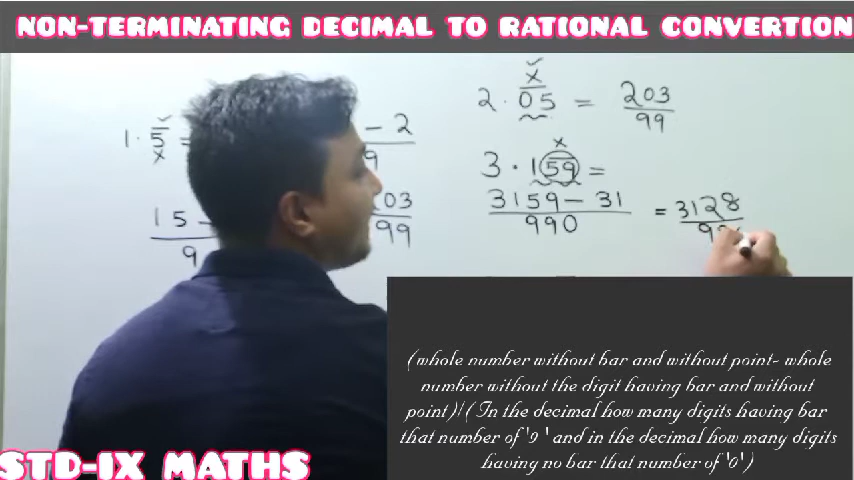 NON-TERMINATING DECIMAL TO RATIONAL CONVERTION
1.5 =
- 2
9
15 -
9
203
99
2.05 = 203
99
3.159 =
3159 - 31 = 3128
990
(whole number without bar and without point- whole
number without the digit having bar and without
point)/(In the decimal how many digits having bar
that number of '9' and in the decimal how many digits
having no bar that number of '0')
STD-IX MATHS